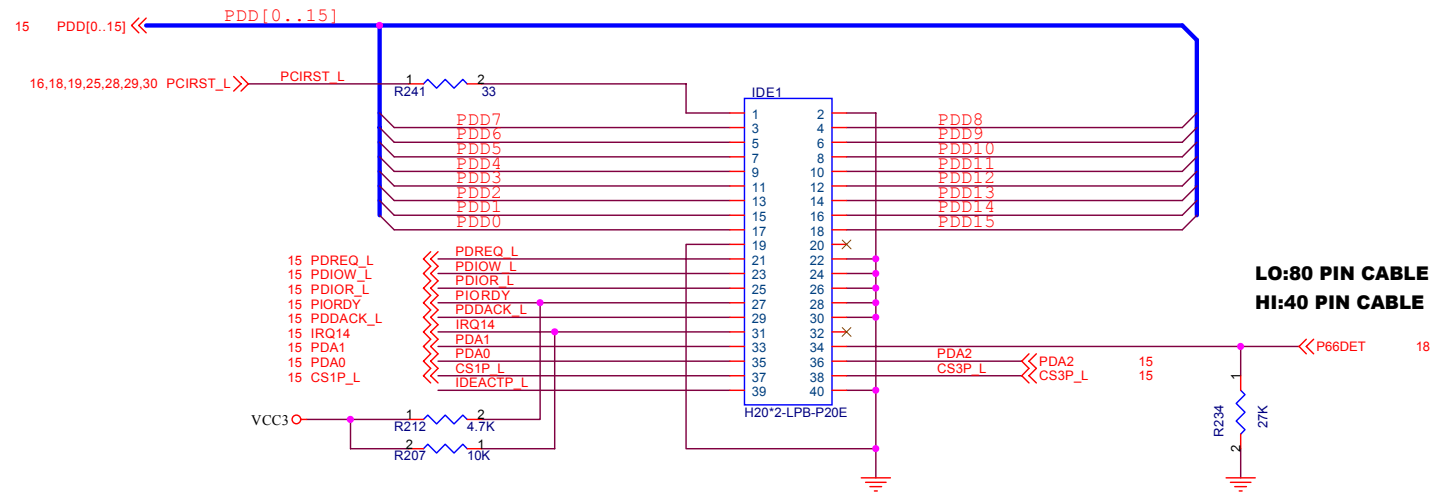 PDD[0..15]
15 PDD[0..15]
16,18,19,25,28,29,30 PCIRST_L PCIRST_L 1 2
R241 33
IDE1
1 2
PDD7 3 4 PDD8
PDD6 5 6 PDD9
PDD5 7 8 PDD10
PDD4 9 10 PDD11
PDD3 11 12 PDD12
PDD2 13 14 PDD13
PDD1 15 16 PDD14
PDD0 17 18 PDD15
19 20
15 PDREQ_L PDREQ_L 21 22
15 PDIOW_L PDIOW_L 23 24
15 PDIOR_L PDIOR_L 25 26
15 PIORDY PIORDY 27 28
15 PDDACK_L PDDACK_L 29 30
15 IRQ14 IRQ14 31 32
15 PDA1 PDA1 33 34
15 PDA0 PDA0 35 36 PDA2 PDA2 15
15 CS1P_L CS1P_L 37 38 CS3P_L CS3P_L 15
IDEACTP_L 39 40
H20*2-LPB-P20E
LO:80 PIN CABLE
HI:40 PIN CABLE
P66DET 18
1
R234 27K
2
VCC3 1 2
R212 4.7K
2 1
R207 10K